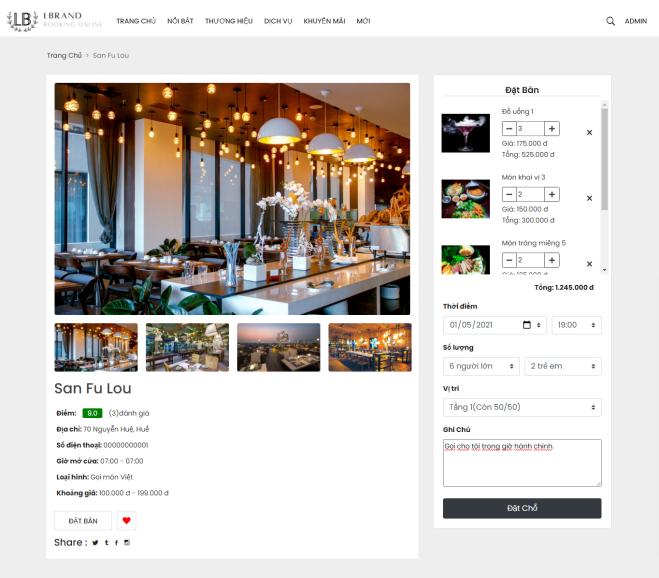 LB LBRAND
BOOKING ONLINE
TRANG CHỦ NỔI BẬT THƯƠNG HIỆU DỊCH VỤ KHUYẾN MÃI MỚI ADMIN
Trang Chủ > San Fu Lou
Đặt Bàn
Đồ uống 1
− 3 +
×
Giá: 175.000 đ
Tổng: 525.000 đ
Món khai vị 3
− 2 +
×
Giá: 150.000 đ
Tổng: 300.000 đ
Món tráng miệng 5
− 2 +
×
Tổng: 1.245.000 đ
Thời điểm
01/05/2021 19:00
Số lượng
6 người lớn 2 trẻ em
Vị trí
Tầng 1(Còn 50/50)
Ghi Chú
Gọi cho tôi trong giờ hành chính.
Đặt Chỗ
San Fu Lou
Điểm: 9.0 (3)đánh giá
Địa chỉ: 70 Nguyễn Huệ, Huế
Số điện thoại: 00000000001
Giờ mở cửa: 07:00 - 07:00
Loại hình: Gọi món Việt
Khoảng giá: 100.000 đ - 199.000 đ
ĐẶT BÀN
Share :